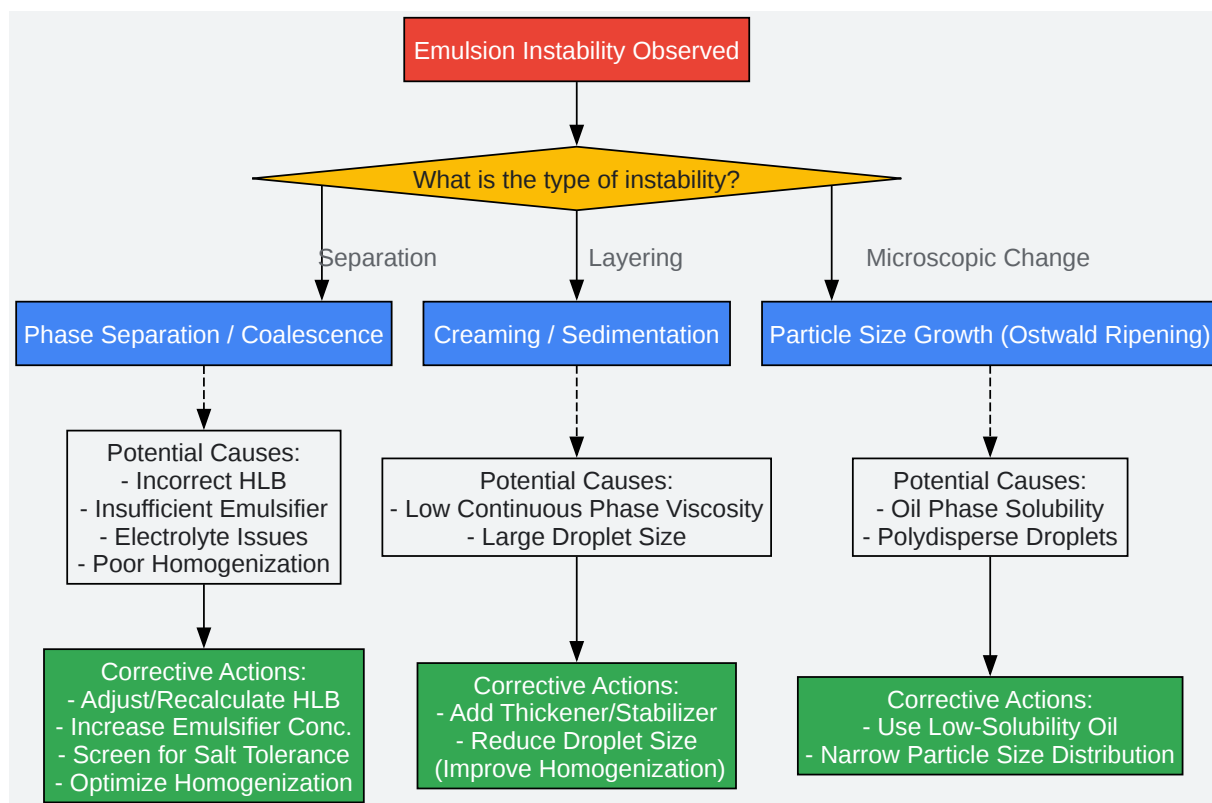 Emulsion Instability Observed
What is the type of instability?
Separation
Layering
Microscopic Change
Phase Separation / Coalescence
Creaming / Sedimentation
Particle Size Growth (Ostwald Ripening)
Potential Causes:
- Incorrect HLB
- Insufficient Emulsifier
- Electrolyte Issues
- Poor Homogenization
Potential Causes:
- Low Continuous Phase Viscosity
- Large Droplet Size
Potential Causes:
- Oil Phase Solubility
- Polydisperse Droplets
Corrective Actions:
- Adjust/Recalculate HLB
- Increase Emulsifier Conc.
- Screen for Salt Tolerance
- Optimize Homogenization
Corrective Actions:
- Add Thickener/Stabilizer
- Reduce Droplet Size
(Improve Homogenization)
Corrective Actions:
- Use Low-Solubility Oil
- Narrow Particle Size Distribution